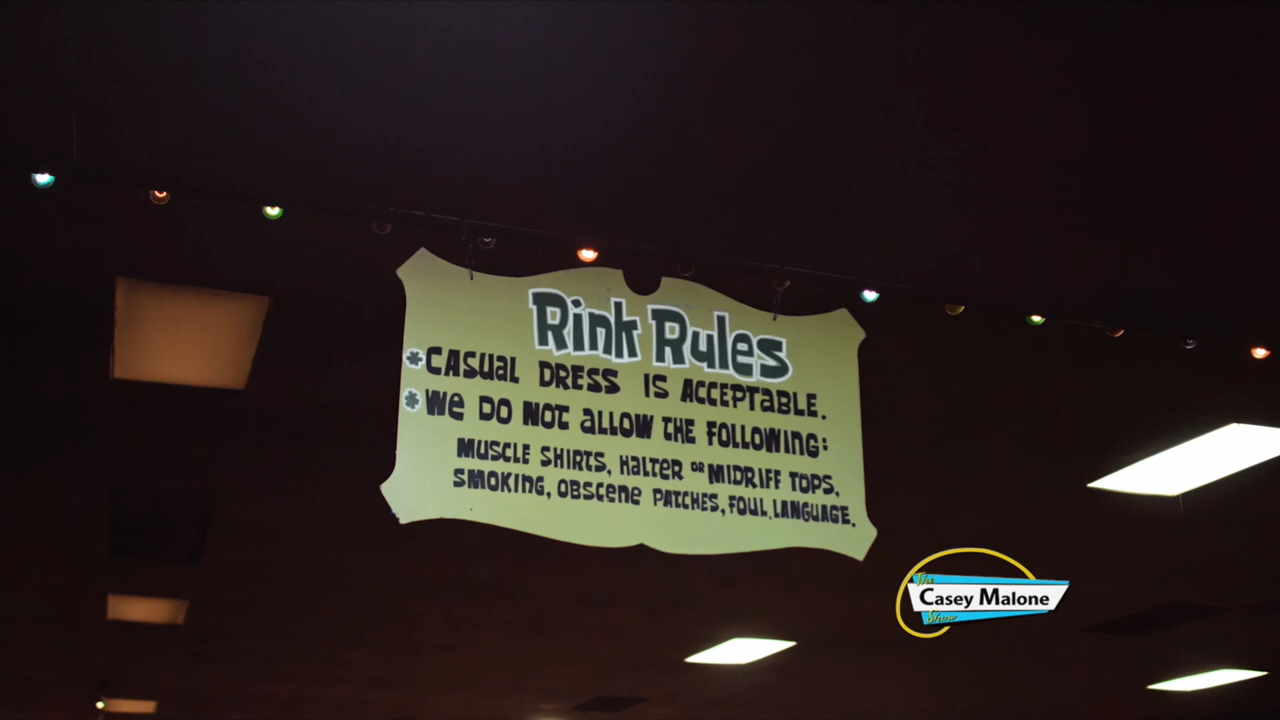 Rink Rules
CASUAL DRESS IS ACCEPTABLE.
WE DO NOT ALLOW THE FOLLOWING:
MUSCLE SHIRTS, HALTER OR MIDRIFF TOPS,
SMOKING, OBSCENE PATCHES, FOUL LANGUAGE.
The
Casey Malone
Show